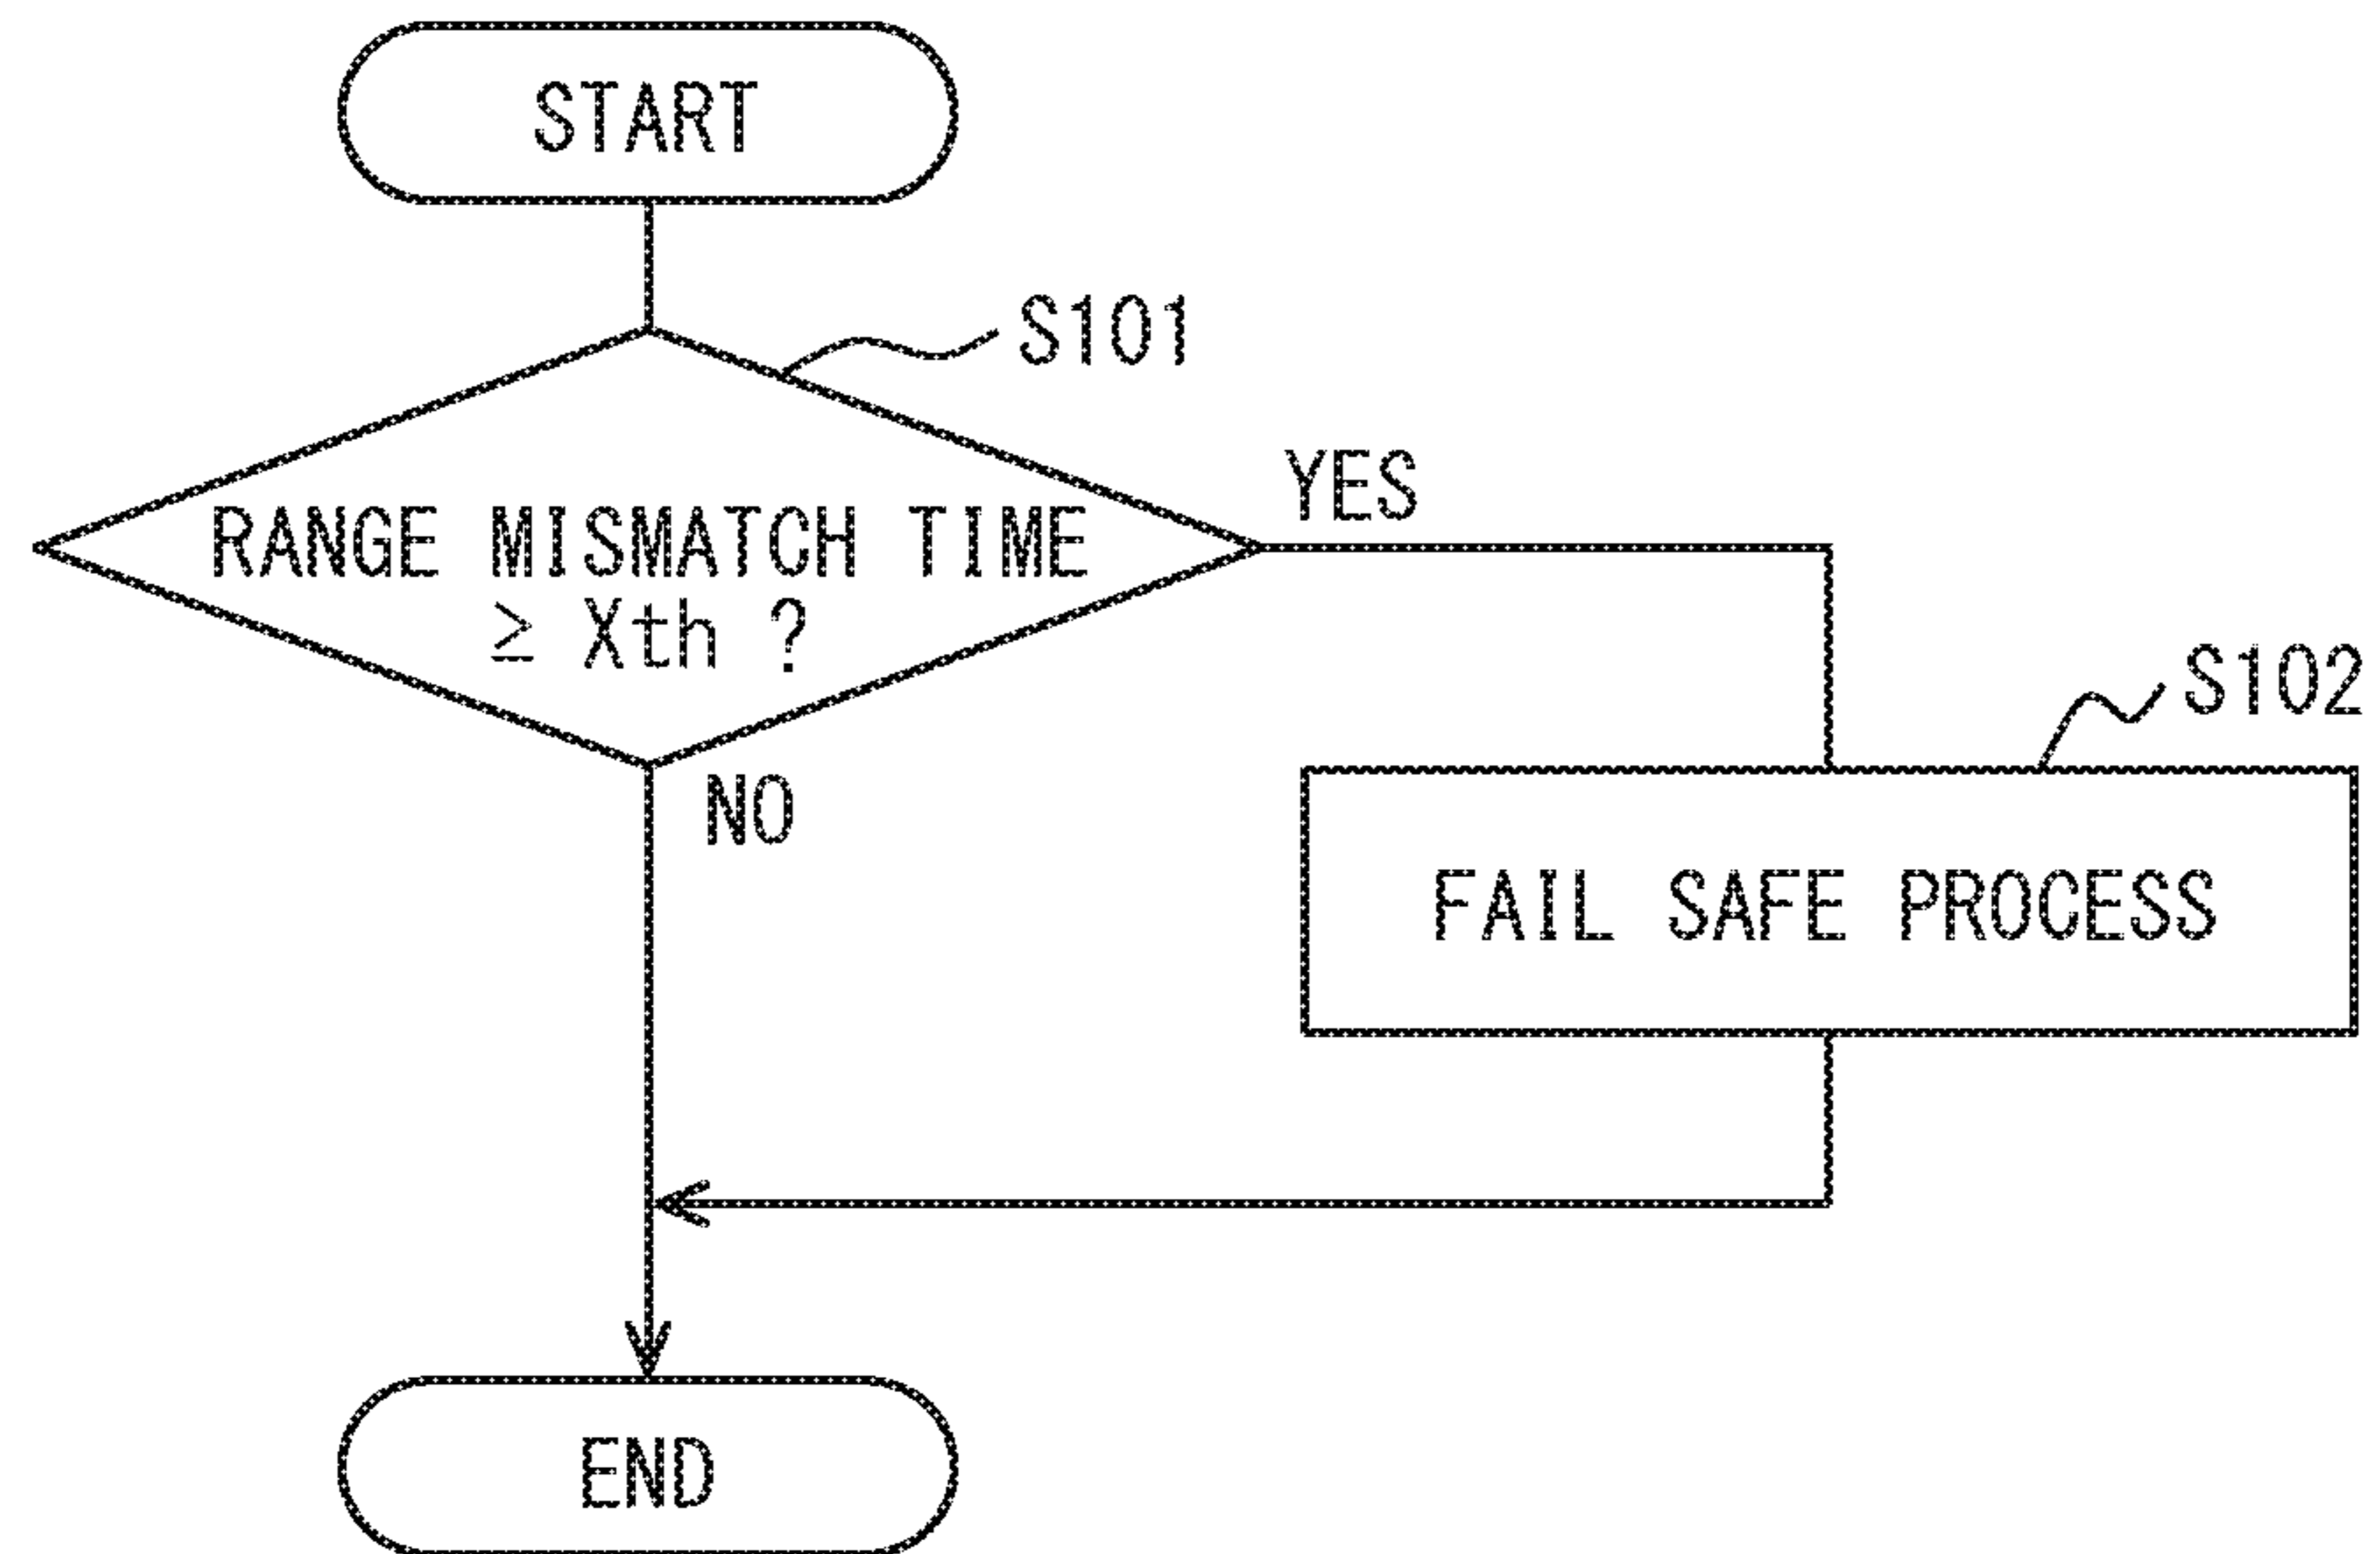 START
S101
YES
RANGE MISMATCH TIME
≥ Xth ?
S102
NO
FAIL SAFE PROCESS
END